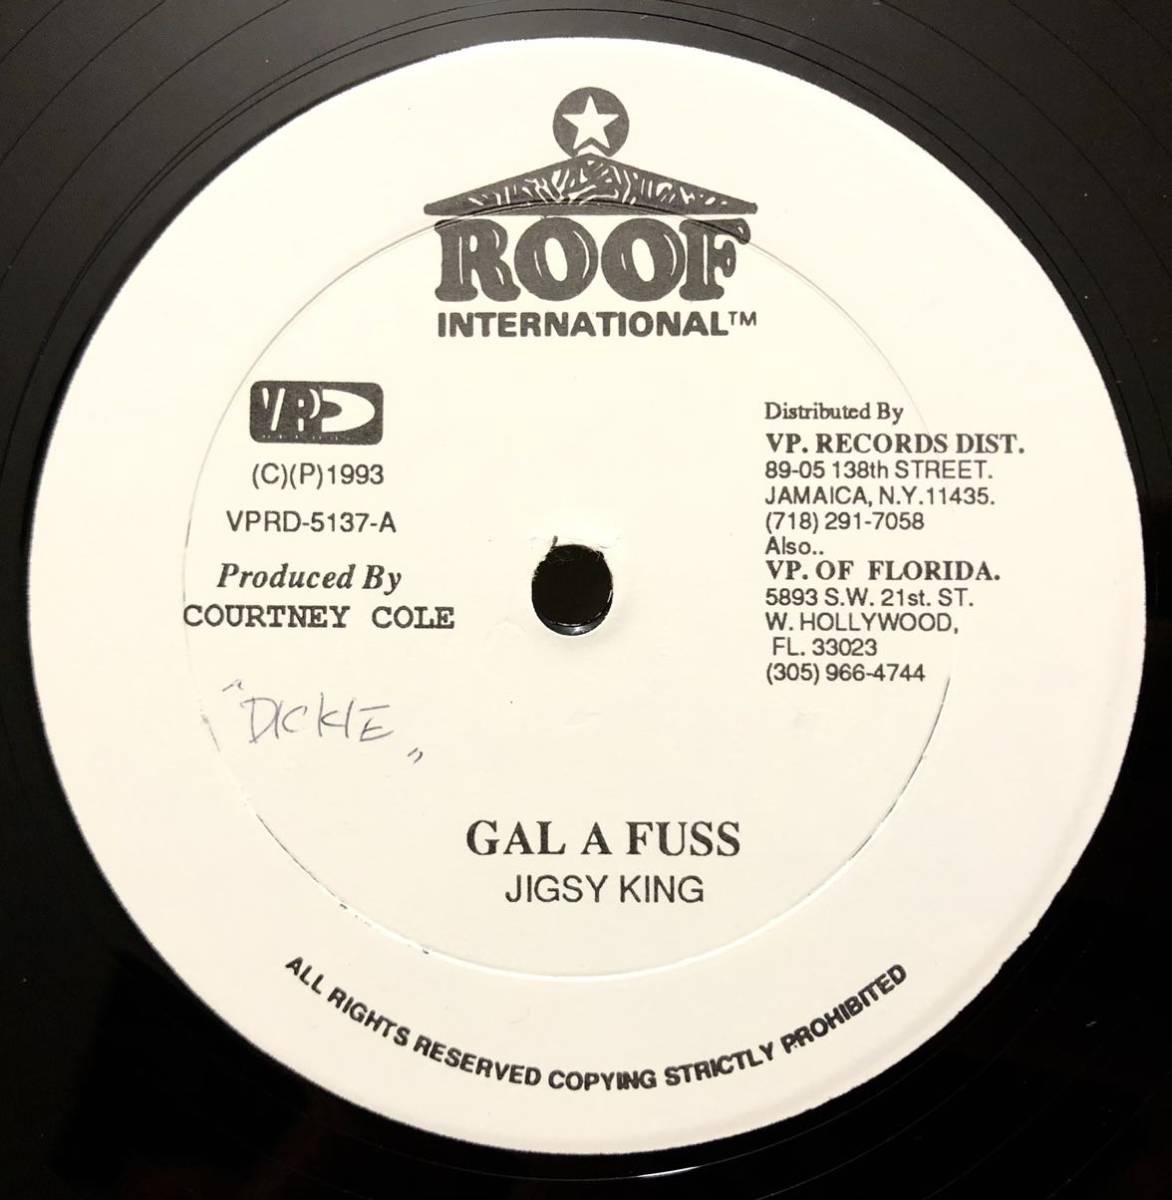 ROOF
INTERNATIONAL™
VP
(C)(P)1993
VPRD-5137-A
Produced By
COURTNEY COLE
"DICKIE"
Distributed By
VP. RECORDS DIST.
89-05 138th STREET.
JAMAICA, N.Y.11435.
(718) 291-7058
Also..
VP. OF FLORIDA.
5893 S.W. 21st. ST.
W. HOLLYWOOD,
FL. 33023
(305) 966-4744
GAL A FUSS
JIGSY KING
ALL RIGHTS RESERVED COPYING STRICTLY PROHIBITED